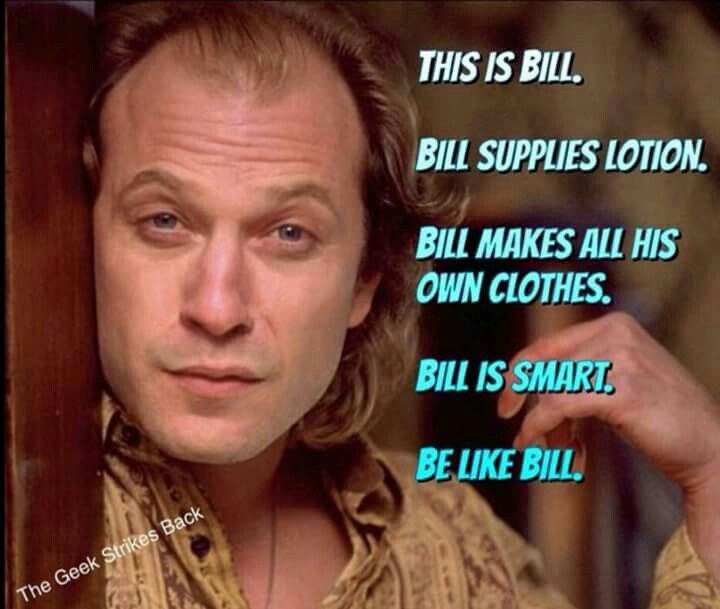 THIS IS BILL.
BILL SUPPLIES LOTION.
BILL MAKES ALL HIS
OWN CLOTHES.
BILL IS SMART.
BE LIKE BILL.
The Geek Strikes Back